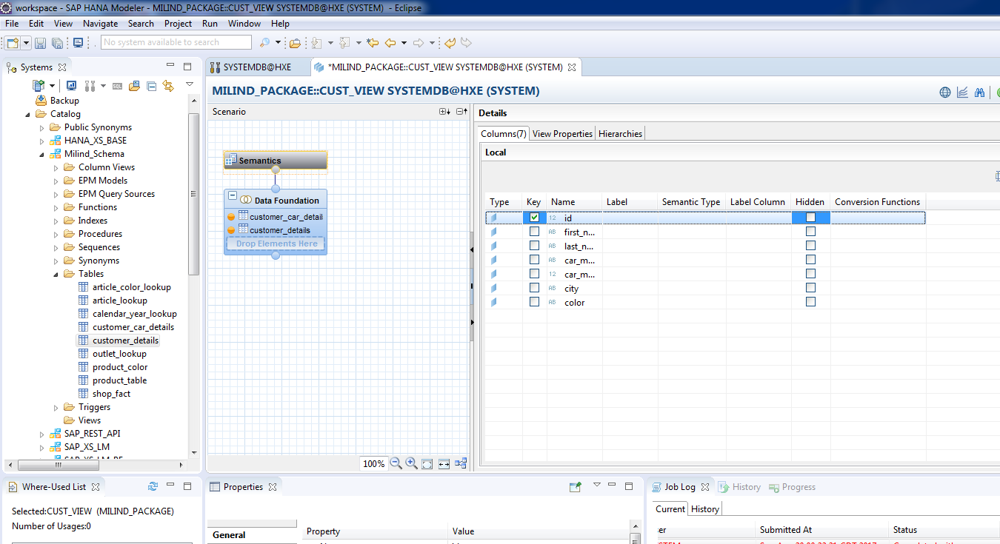 workspace - SAP HANA Modeler - MILIND_PACKAGE::CUST_VIEW SYSTEMDB@HXE (SYSTEM) - Eclipse
File Edit View Navigate Search Project Run Window Help
No system available to search
SQL
Systems
Backup
Catalog
Public Synonyms
HANA_XS_BASE
Milind_Schema
Column Views
EPM Models
EPM Query Sources
Functions
Indexes
Procedures
Sequences
Synonyms
Tables
article_color_lookup
article_lookup
calendar_year_lookup
customer_car_details
customer_details
outlet_lookup
product_color
product_table
shop_fact
Triggers
Views
SAP_REST_API
SAP_XS_LM
SYSTEMDB@HXE
*MILIND_PACKAGE::CUST_VIEW SYSTEMDB@HXE (SYSTEM)
MILIND_PACKAGE::CUST_VIEW SYSTEMDB@HXE (SYSTEM)
Scenario
Semantics
Data Foundation
customer_car_detail
customer_details
Drop Elements Here
100%
Details
Columns(7) View Properties Hierarchies
Local
Type Key Name Label Semantic Type Label Column Hidden Conversion Functions
12 id
AB first_n...
AB last_n...
AB car_m...
12 car_m...
AB city
AB color
Where-Used List
Selected:CUST_VIEW (MILIND_PACKAGE)
Number of Usages:0
Properties
General
Property Value
Job Log History Progress
Current History
Submitted At Status